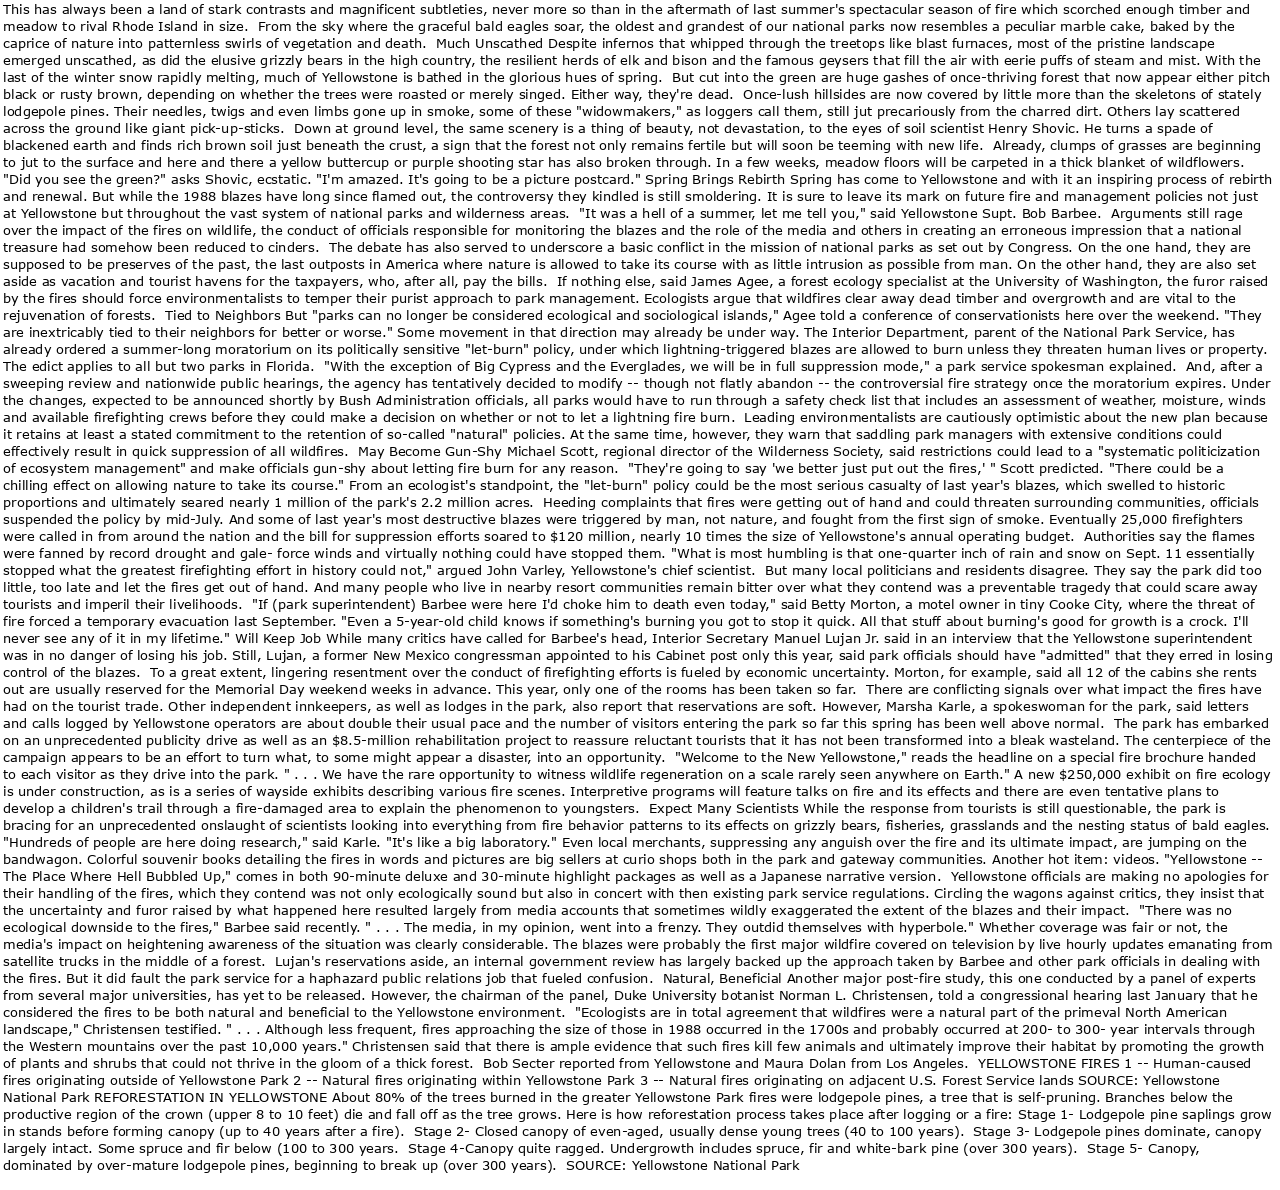 This has always been a land of stark contrasts and magnificent subtleties, never more so than in the aftermath of last summer's spectacular season of fire which scorched enough timber and
meadow to rival Rhode Island in size.  From the sky where the graceful bald eagles soar, the oldest and grandest of our national parks now resembles a peculiar marble cake, baked by the
caprice of nature into patternless swirls of vegetation and death.  Much Unscathed Despite infernos that whipped through the treetops like blast furnaces, most of the pristine landscape
emerged unscathed, as did the elusive grizzly bears in the high country, the resilient herds of elk and bison and the famous geysers that fill the air with eerie puffs of steam and mist. With the
last of the winter snow rapidly melting, much of Yellowstone is bathed in the glorious hues of spring.  But cut into the green are huge gashes of once-thriving forest that now appear either pitch
black or rusty brown, depending on whether the trees were roasted or merely singed. Either way, they're dead.  Once-lush hillsides are now covered by little more than the skeletons of stately
lodgepole pines. Their needles, twigs and even limbs gone up in smoke, some of these "widowmakers," as loggers call them, still jut precariously from the charred dirt. Others lay scattered
across the ground like giant pick-up-sticks.  Down at ground level, the same scenery is a thing of beauty, not devastation, to the eyes of soil scientist Henry Shovic. He turns a spade of
blackened earth and finds rich brown soil just beneath the crust, a sign that the forest not only remains fertile but will soon be teeming with new life.  Already, clumps of grasses are beginning
to jut to the surface and here and there a yellow buttercup or purple shooting star has also broken through. In a few weeks, meadow floors will be carpeted in a thick blanket of wildflowers.
"Did you see the green?" asks Shovic, ecstatic. "I'm amazed. It's going to be a picture postcard." Spring Brings Rebirth Spring has come to Yellowstone and with it an inspiring process of rebirth
and renewal. But while the 1988 blazes have long since flamed out, the controversy they kindled is still smoldering. It is sure to leave its mark on future fire and management policies not just
at Yellowstone but throughout the vast system of national parks and wilderness areas.  "It was a hell of a summer, let me tell you," said Yellowstone Supt. Bob Barbee.  Arguments still rage
over the impact of the fires on wildlife, the conduct of officials responsible for monitoring the blazes and the role of the media and others in creating an erroneous impression that a national
treasure had somehow been reduced to cinders.  The debate has also served to underscore a basic conflict in the mission of national parks as set out by Congress. On the one hand, they are
supposed to be preserves of the past, the last outposts in America where nature is allowed to take its course with as little intrusion as possible from man. On the other hand, they are also set
aside as vacation and tourist havens for the taxpayers, who, after all, pay the bills.  If nothing else, said James Agee, a forest ecology specialist at the University of Washington, the furor raised
by the fires should force environmentalists to temper their purist approach to park management. Ecologists argue that wildfires clear away dead timber and overgrowth and are vital to the
rejuvenation of forests.  Tied to Neighbors But "parks can no longer be considered ecological and sociological islands," Agee told a conference of conservationists here over the weekend. "They
are inextricably tied to their neighbors for better or worse." Some movement in that direction may already be under way. The Interior Department, parent of the National Park Service, has
already ordered a summer-long moratorium on its politically sensitive "let-burn" policy, under which lightning-triggered blazes are allowed to burn unless they threaten human lives or property.
The edict applies to all but two parks in Florida.  "With the exception of Big Cypress and the Everglades, we will be in full suppression mode," a park service spokesman explained.  And, after a
sweeping review and nationwide public hearings, the agency has tentatively decided to modify -- though not flatly abandon -- the controversial fire strategy once the moratorium expires. Under
the changes, expected to be announced shortly by Bush Administration officials, all parks would have to run through a safety check list that includes an assessment of weather, moisture, winds
and available firefighting crews before they could make a decision on whether or not to let a lightning fire burn.  Leading environmentalists are cautiously optimistic about the new plan because
it retains at least a stated commitment to the retention of so-called "natural" policies. At the same time, however, they warn that saddling park managers with extensive conditions could
effectively result in quick suppression of all wildfires.  May Become Gun-Shy Michael Scott, regional director of the Wilderness Society, said restrictions could lead to a "systematic politicization
of ecosystem management" and make officials gun-shy about letting fire burn for any reason.  "They're going to say 'we better just put out the fires,' " Scott predicted. "There could be a
chilling effect on allowing nature to take its course." From an ecologist's standpoint, the "let-burn" policy could be the most serious casualty of last year's blazes, which swelled to historic
proportions and ultimately seared nearly 1 million of the park's 2.2 million acres.  Heeding complaints that fires were getting out of hand and could threaten surrounding communities, officials
suspended the policy by mid-July. And some of last year's most destructive blazes were triggered by man, not nature, and fought from the first sign of smoke. Eventually 25,000 firefighters
were called in from around the nation and the bill for suppression efforts soared to $120 million, nearly 10 times the size of Yellowstone's annual operating budget.  Authorities say the flames
were fanned by record drought and gale- force winds and virtually nothing could have stopped them. "What is most humbling is that one-quarter inch of rain and snow on Sept. 11 essentially
stopped what the greatest firefighting effort in history could not," argued John Varley, Yellowstone's chief scientist.  But many local politicians and residents disagree. They say the park did too
little, too late and let the fires get out of hand. And many people who live in nearby resort communities remain bitter over what they contend was a preventable tragedy that could scare away
tourists and imperil their livelihoods.  "If (park superintendent) Barbee were here I'd choke him to death even today," said Betty Morton, a motel owner in tiny Cooke City, where the threat of
fire forced a temporary evacuation last September. "Even a 5-year-old child knows if something's burning you got to stop it quick. All that stuff about burning's good for growth is a crock. I'll
never see any of it in my lifetime." Will Keep Job While many critics have called for Barbee's head, Interior Secretary Manuel Lujan Jr. said in an interview that the Yellowstone superintendent
was in no danger of losing his job. Still, Lujan, a former New Mexico congressman appointed to his Cabinet post only this year, said park officials should have "admitted" that they erred in losing
control of the blazes.  To a great extent, lingering resentment over the conduct of firefighting efforts is fueled by economic uncertainty. Morton, for example, said all 12 of the cabins she rents
out are usually reserved for the Memorial Day weekend weeks in advance. This year, only one of the rooms has been taken so far.  There are conflicting signals over what impact the fires have
had on the tourist trade. Other independent innkeepers, as well as lodges in the park, also report that reservations are soft. However, Marsha Karle, a spokeswoman for the park, said letters
and calls logged by Yellowstone operators are about double their usual pace and the number of visitors entering the park so far this spring has been well above normal.  The park has embarked
on an unprecedented publicity drive as well as an $8.5-million rehabilitation project to reassure reluctant tourists that it has not been transformed into a bleak wasteland. The centerpiece of the
campaign appears to be an effort to turn what, to some might appear a disaster, into an opportunity.  "Welcome to the New Yellowstone," reads the headline on a special fire brochure handed
to each visitor as they drive into the park. " . . . We have the rare opportunity to witness wildlife regeneration on a scale rarely seen anywhere on Earth." A new $250,000 exhibit on fire ecology
is under construction, as is a series of wayside exhibits describing various fire scenes. Interpretive programs will feature talks on fire and its effects and there are even tentative plans to
develop a children's trail through a fire-damaged area to explain the phenomenon to youngsters.  Expect Many Scientists While the response from tourists is still questionable, the park is
bracing for an unprecedented onslaught of scientists looking into everything from fire behavior patterns to its effects on grizzly bears, fisheries, grasslands and the nesting status of bald eagles.
"Hundreds of people are here doing research," said Karle. "It's like a big laboratory." Even local merchants, suppressing any anguish over the fire and its ultimate impact, are jumping on the
bandwagon. Colorful souvenir books detailing the fires in words and pictures are big sellers at curio shops both in the park and gateway communities. Another hot item: videos. "Yellowstone --
The Place Where Hell Bubbled Up," comes in both 90-minute deluxe and 30-minute highlight packages as well as a Japanese narrative version.  Yellowstone officials are making no apologies for
their handling of the fires, which they contend was not only ecologically sound but also in concert with then existing park service regulations. Circling the wagons against critics, they insist that
the uncertainty and furor raised by what happened here resulted largely from media accounts that sometimes wildly exaggerated the extent of the blazes and their impact.  "There was no
ecological downside to the fires," Barbee said recently. " . . . The media, in my opinion, went into a frenzy. They outdid themselves with hyperbole." Whether coverage was fair or not, the
media's impact on heightening awareness of the situation was clearly considerable. The blazes were probably the first major wildfire covered on television by live hourly updates emanating from
satellite trucks in the middle of a forest.  Lujan's reservations aside, an internal government review has largely backed up the approach taken by Barbee and other park officials in dealing with
the fires. But it did fault the park service for a haphazard public relations job that fueled confusion.  Natural, Beneficial Another major post-fire study, this one conducted by a panel of experts
from several major universities, has yet to be released. However, the chairman of the panel, Duke University botanist Norman L. Christensen, told a congressional hearing last January that he
considered the fires to be both natural and beneficial to the Yellowstone environment.  "Ecologists are in total agreement that wildfires were a natural part of the primeval North American
landscape," Christensen testified. " . . . Although less frequent, fires approaching the size of those in 1988 occurred in the 1700s and probably occurred at 200- to 300- year intervals through
the Western mountains over the past 10,000 years." Christensen said that there is ample evidence that such fires kill few animals and ultimately improve their habitat by promoting the growth
of plants and shrubs that could not thrive in the gloom of a thick forest.  Bob Secter reported from Yellowstone and Maura Dolan from Los Angeles.  YELLOWSTONE FIRES 1 -- Human-caused
fires originating outside of Yellowstone Park 2 -- Natural fires originating within Yellowstone Park 3 -- Natural fires originating on adjacent U.S. Forest Service lands SOURCE: Yellowstone
National Park REFORESTATION IN YELLOWSTONE About 80% of the trees burned in the greater Yellowstone Park fires were lodgepole pines, a tree that is self-pruning. Branches below the
productive region of the crown (upper 8 to 10 feet) die and fall off as the tree grows. Here is how reforestation process takes place after logging or a fire: Stage 1- Lodgepole pine saplings grow
in stands before forming canopy (up to 40 years after a fire).  Stage 2- Closed canopy of even-aged, usually dense young trees (40 to 100 years).  Stage 3- Lodgepole pines dominate, canopy
largely intact. Some spruce and fir below (100 to 300 years.  Stage 4-Canopy quite ragged. Undergrowth includes spruce, fir and white-bark pine (over 300 years).  Stage 5- Canopy,
dominated by over-mature lodgepole pines, beginning to break up (over 300 years).  SOURCE: Yellowstone National Park